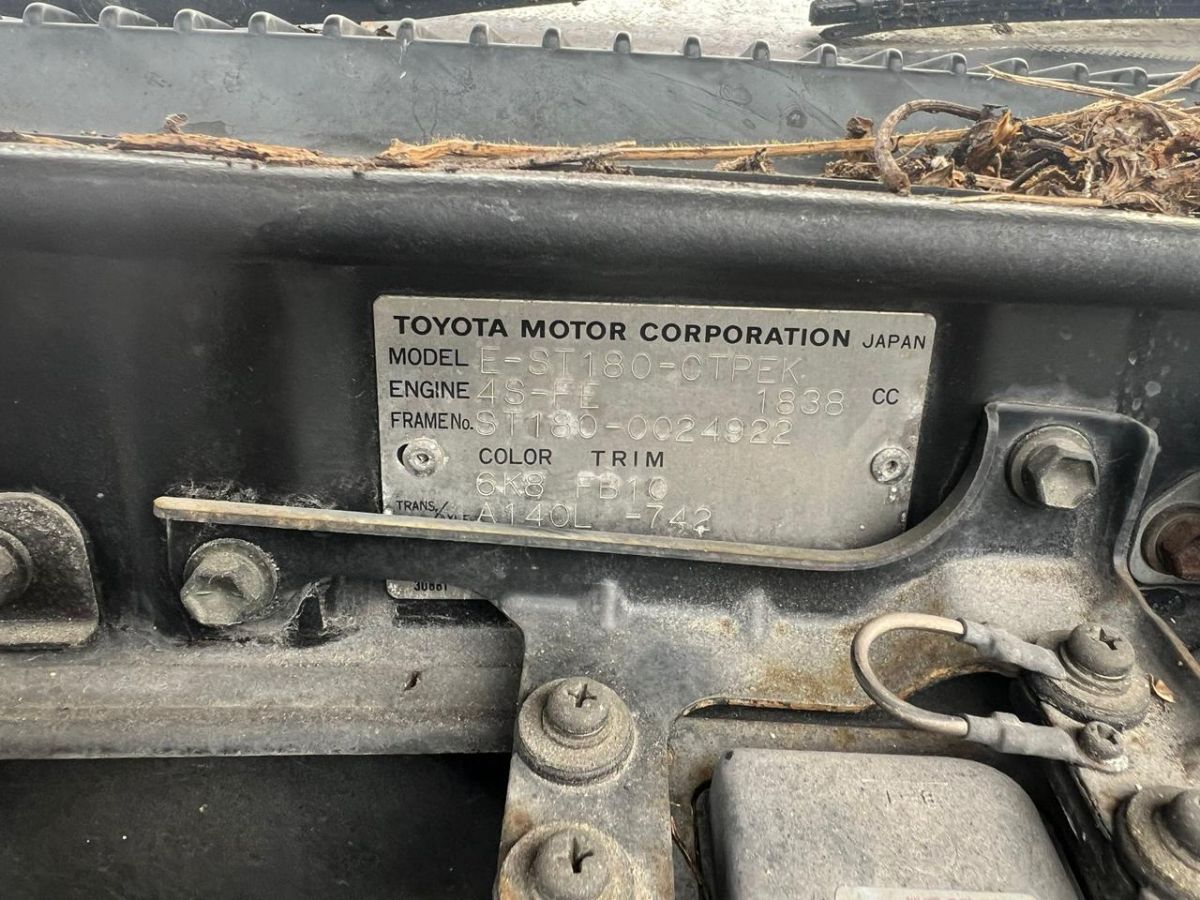 TOYOTA MOTOR CORPORATION JAPAN
MODEL E-ST180-CTPEK
ENGINE 4S-FE 1838 CC
FRAME No. ST180-0024922
COLOR TRIM
6K8 FB10
TRANS./ A140L -742
30881